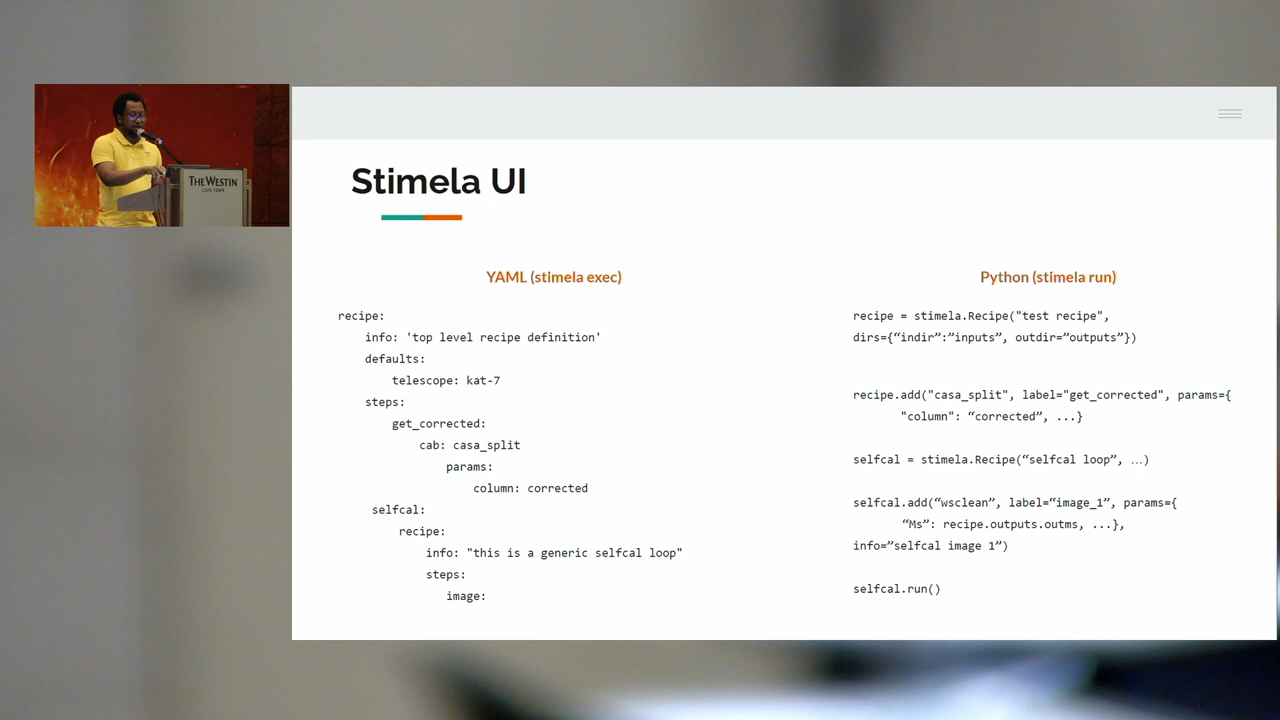 THE WESTIN
CAPE TOWN
Stimela UI
YAML (stimela exec)
recipe:
info: 'top level recipe definition'
defaults:
telescope: kat-7
steps:
get_corrected:
cab: casa_split
params:
column: corrected
selfcal:
recipe:
info: "this is a generic selfcal loop"
steps:
image:
Python (stimela run)
recipe = stimela.Recipe("test recipe",
dirs={“indir”:”inputs”, outdir=”outputs”})
recipe.add("casa_split", label="get_corrected", params={
"column": “corrected”, ...}
selfcal = stimela.Recipe(“selfcal loop”, …)
selfcal.add(“wsclean”, label=“image_1”, params={
“Ms”: recipe.outputs.outms, ...},
info=”selfcal image 1”)
selfcal.run()